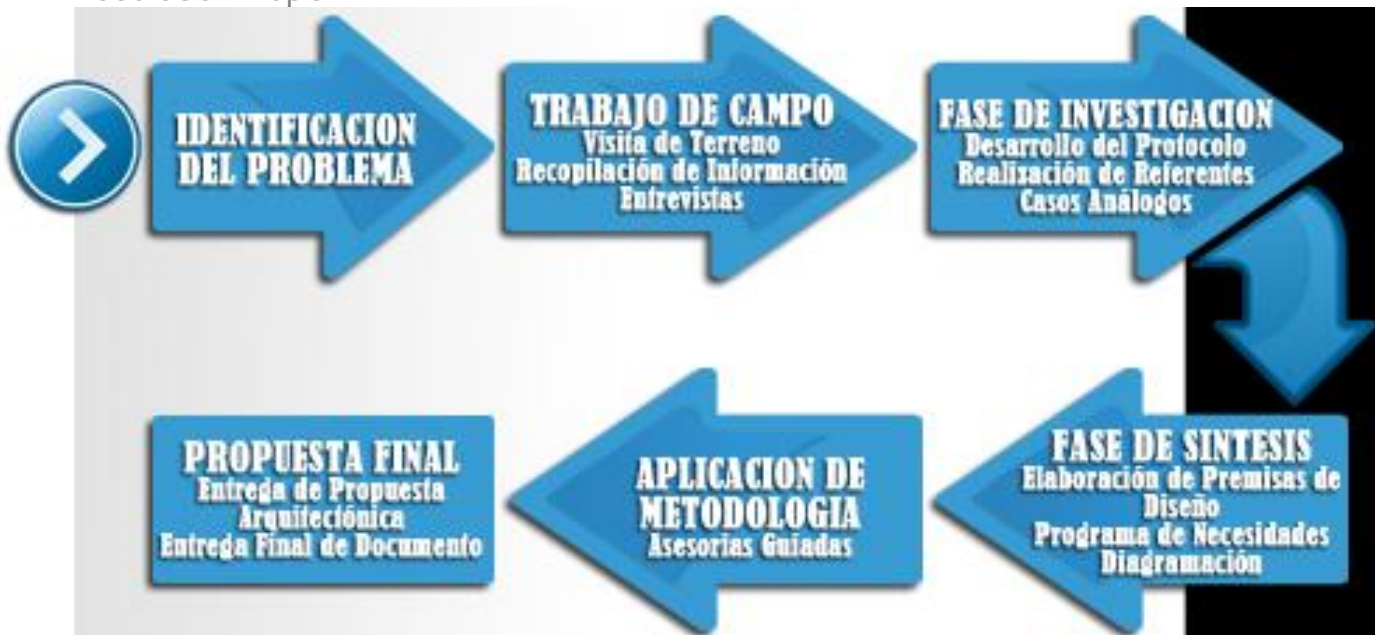 IDENTIFICACION
DEL PROBLEMA
TRABAJO DE CAMPO
Visita de Terreno
Recopilación de Información
Entrevistas
FASE DE INVESTIGACION
Desarrollo del Protocolo
Realización de Referentes
Casos Análogos
FASE DE SINTESIS
Elaboración de Premisas de
Diseño
Programa de Necesidades
Diagramación
APLICACION DE
METODOLOGIA
Asesorias Guiadas
PROPUESTA FINAL
Entrega de Propuesta
Arquitectónica
Entrega Final de Documento